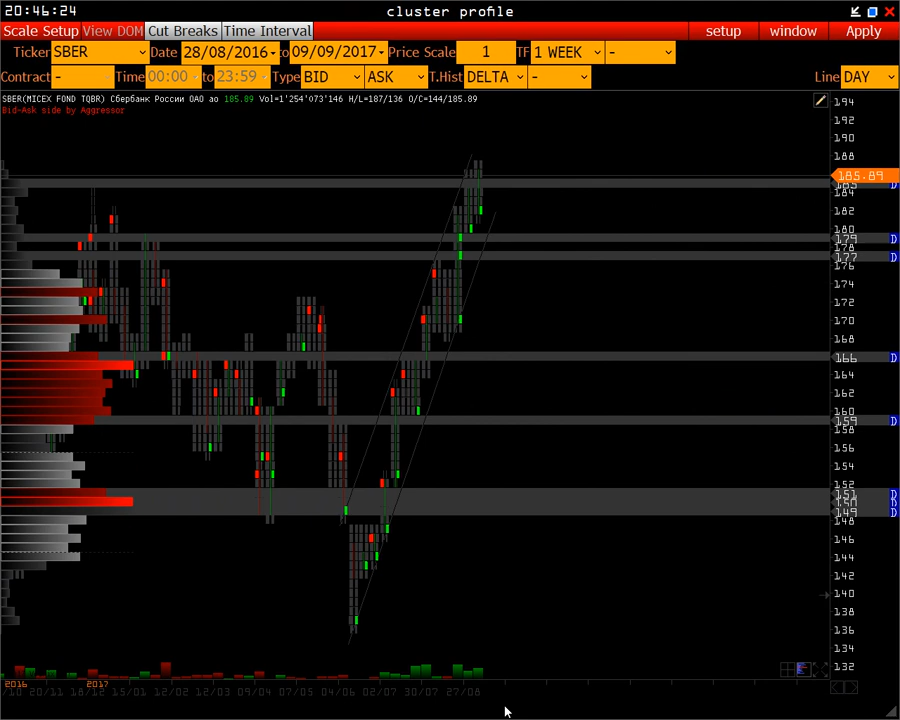 20:46:24 cluster profile
Scale Setup View DOM Cut Breaks Time Interval setup window Apply
Ticker SBER Date 28/08/2016 to 09/09/2017 Price Scale 1 TF 1 WEEK -
Contract - Time 00:00 to 23:59 Type BID ASK T.Hist DELTA - Line DAY
SBER(MICEX FOND TQBR) Сбербанк России ОАО ао 185.89 Vol=1'254'073'146 H/L=187/136 O/C=144/185.89
Bid-Ask side by Aggressor
194
192
190
188
185.89
184 D
182
180
179 D
178
177 D
176
174
172
170
168
166 D
164
162
160
159 D
158
156
154
152
151 D
150 D
149 D
148
146
144
142
140
138
136
134
132
2016 2017
/10 20/11 18/12 15/01 12/02 12/03 09/04 07/05 04/06 02/07 30/07 27/08